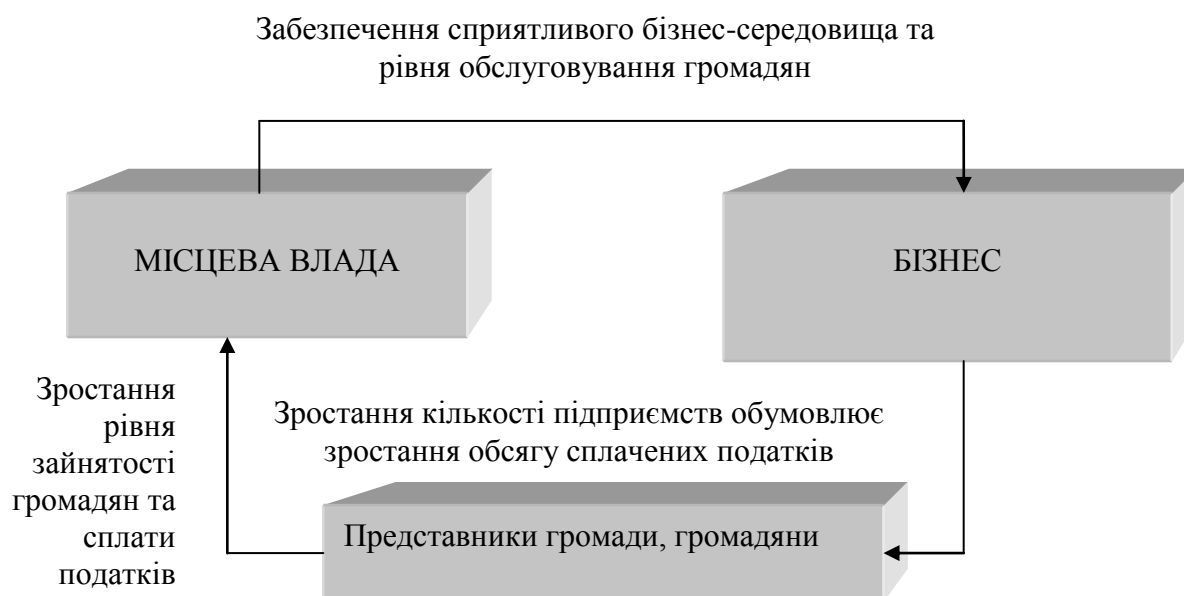 Забезпечення сприятливого бізнес-середовища та
рівня обслуговування громадян
МІСЦЕВА ВЛАДА
БІЗНЕС
Зростання
рівня
зайнятості
громадян та
сплати
податків
Зростання кількості підприємств обумовлює
зростання обсягу сплачених податків
Представники громади, громадяни